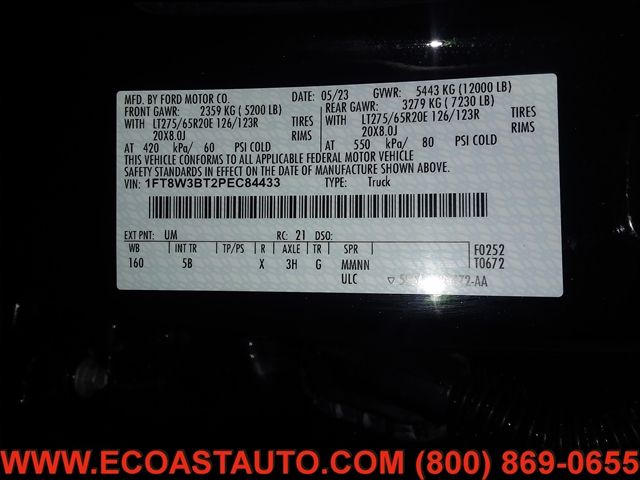 MFD. BY FORD MOTOR CO. DATE: 05/23 GVWR: 5443 KG (12000 LB)
FRONT GAWR: 2359 KG ( 5200 LB) REAR GAWR: 3279 KG ( 7230 LB)
WITH LT275/65R20E 126/123R TIRES WITH LT275/65R20E 126/123R TIRES
20X8.0J RIMS 20X8.0J RIMS
AT 420 kPa/ 60 PSI COLD AT 550 kPa/ 80 PSI COLD
THIS VEHICLE CONFORMS TO ALL APPLICABLE FEDERAL MOTOR VEHICLE
SAFETY STANDARDS IN EFFECT ON THE DATE OF MANUFACTURE SHOWN ABOVE.
VIN: 1FT8W3BT2PEC84433 TYPE: Truck
EXT PNT: UM RC: 21 DSO:
WB INT TR TP/PS R AXLE TR SPR F0252
160 5B X 3H G MMNN T0672
ULC
WWW.ECOASTAUTO.COM (800) 869-0655